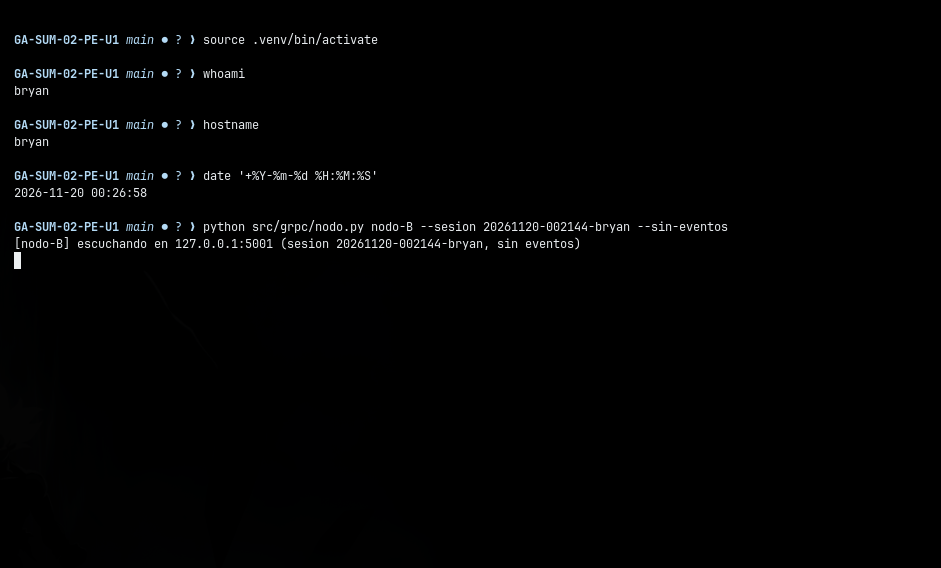 GA-SUM-02-PE-U1 main ● ? ❯ source .venv/bin/activate
GA-SUM-02-PE-U1 main ● ? ❯ whoami
bryan
GA-SUM-02-PE-U1 main ● ? ❯ hostname
bryan
GA-SUM-02-PE-U1 main ● ? ❯ date '+%Y-%m-%d %H:%M:%S'
2026-11-20 00:26:58
GA-SUM-02-PE-U1 main ● ? ❯ python src/grpc/nodo.py nodo-B --sesion 20261120-002144-bryan --sin-eventos
[nodo-B] escuchando en 127.0.0.1:5001 (sesion 20261120-002144-bryan, sin eventos)